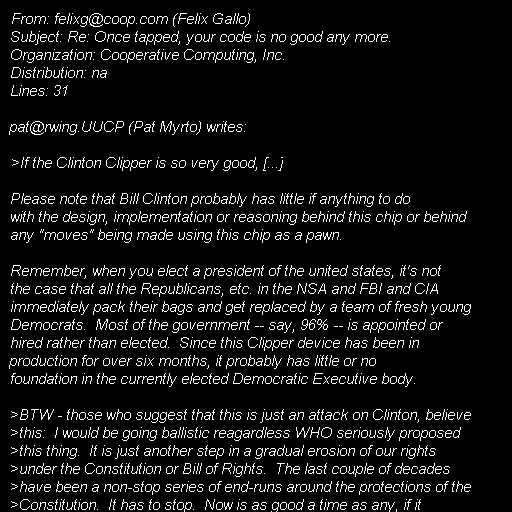 From: felixg@coop.com (Felix Gallo)
Subject: Re: Once tapped, your code is no good any more.
Organization: Cooperative Computing, Inc.
Distribution: na
Lines: 31

pat@rwing.UUCP (Pat Myrto) writes:

>If the Clinton Clipper is so very good, [...]

Please note that Bill Clinton probably has little if anything to do
with the design, implementation or reasoning behind this chip or behind
any "moves" being made using this chip as a pawn.

Remember, when you elect a president of the united states, it's not
the case that all the Republicans, etc. in the NSA and FBI and CIA
immediately pack their bags and get replaced by a team of fresh young
Democrats.  Most of the government -- say, 96% -- is appointed or
hired rather than elected.  Since this Clipper device has been in
production for over six months, it probably has little or no
foundation in the currently elected Democratic Executive body.

>BTW - those who suggest that this is just an attack on Clinton, believe
>this:  I would be going ballistic reagardless WHO seriously proposed
>this thing.  It is just another step in a gradual erosion of our rights
>under the Constitution or Bill of Rights.  The last couple of decades
>have been a non-stop series of end-runs around the protections of the
>Constitution.  It has to stop.  Now is as good a time as any, if it